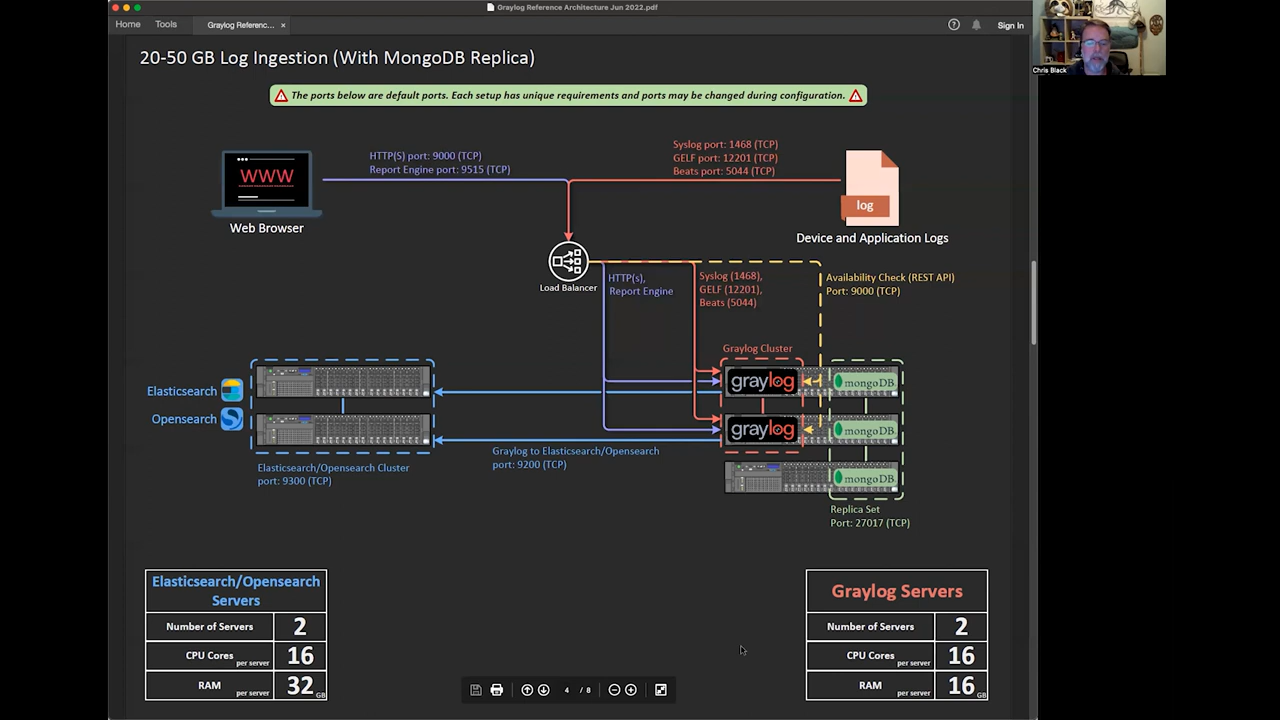 Graylog Reference Architecture Jun 2022.pdf
Home
Tools
Graylog Referenc...
×
Sign In
20-50 GB Log Ingestion (With MongoDB Replica)
The ports below are default ports. Each setup has unique requirements and ports may be changed during configuration.
HTTP(S) port: 9000 (TCP)
Report Engine port: 9515 (TCP)
Syslog port: 1468 (TCP)
GELF port: 12201 (TCP)
Beats port: 5044 (TCP)
WWW
Web Browser
log
Device and Application Logs
Load Balancer
HTTP(s),
Report Engine
Syslog (1468),
GELF (12201),
Beats (5044)
Availability Check (REST API)
Port: 9000 (TCP)
Graylog Cluster
Elasticsearch
Opensearch
graylog
mongoDB
graylog
mongoDB
mongoDB
Elasticsearch/Opensearch Cluster
port: 9300 (TCP)
Graylog to Elasticsearch/Opensearch
port: 9200 (TCP)
Replica Set
Port: 27017 (TCP)
Elasticsearch/Opensearch
Servers
Number of Servers 2
CPU Cores per server 16
RAM per server 32 GB
Graylog Servers
Number of Servers 2
CPU Cores per server 16
RAM per server 16 GB
4 / 8
Chris Black